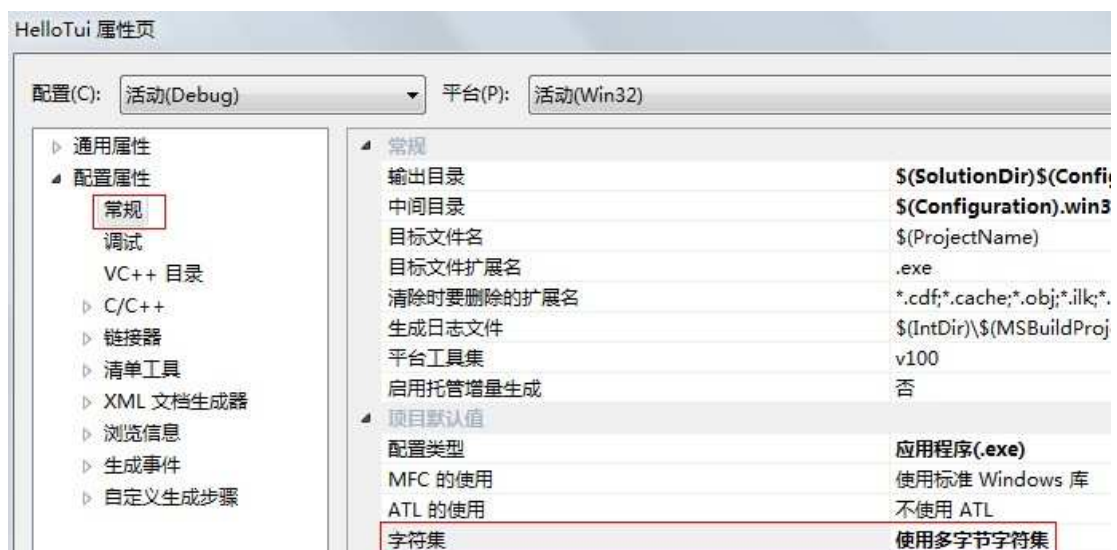 HelloTui 属性页
配置(C): 活动(Debug) 平台(P): 活动(Win32)
通用属性
配置属性
常规
调试
VC++ 目录
C/C++
链接器
清单工具
XML 文档生成器
浏览信息
生成事件
自定义生成步骤
常规
输出目录 $(SolutionDir)$(Config
中间目录 $(Configuration).win3
目标文件名 $(ProjectName)
目标文件扩展名 .exe
清除时要删除的扩展名 *.cdf;*.cache;*.obj;*.ilk;*.
生成日志文件 $(IntDir)\$(MSBuildProj
平台工具集 v100
启用托管增量生成 否
项目默认值
配置类型 应用程序(.exe)
MFC 的使用 使用标准 Windows 库
ATL 的使用 不使用 ATL
字符集 使用多字节字符集